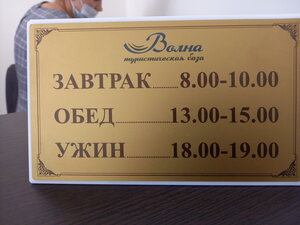 Волна
туристическая база
ЗАВТРАК.......8.00-10.00
ОБЕД.............13.00-15.00
УЖИН............18.00-19.00